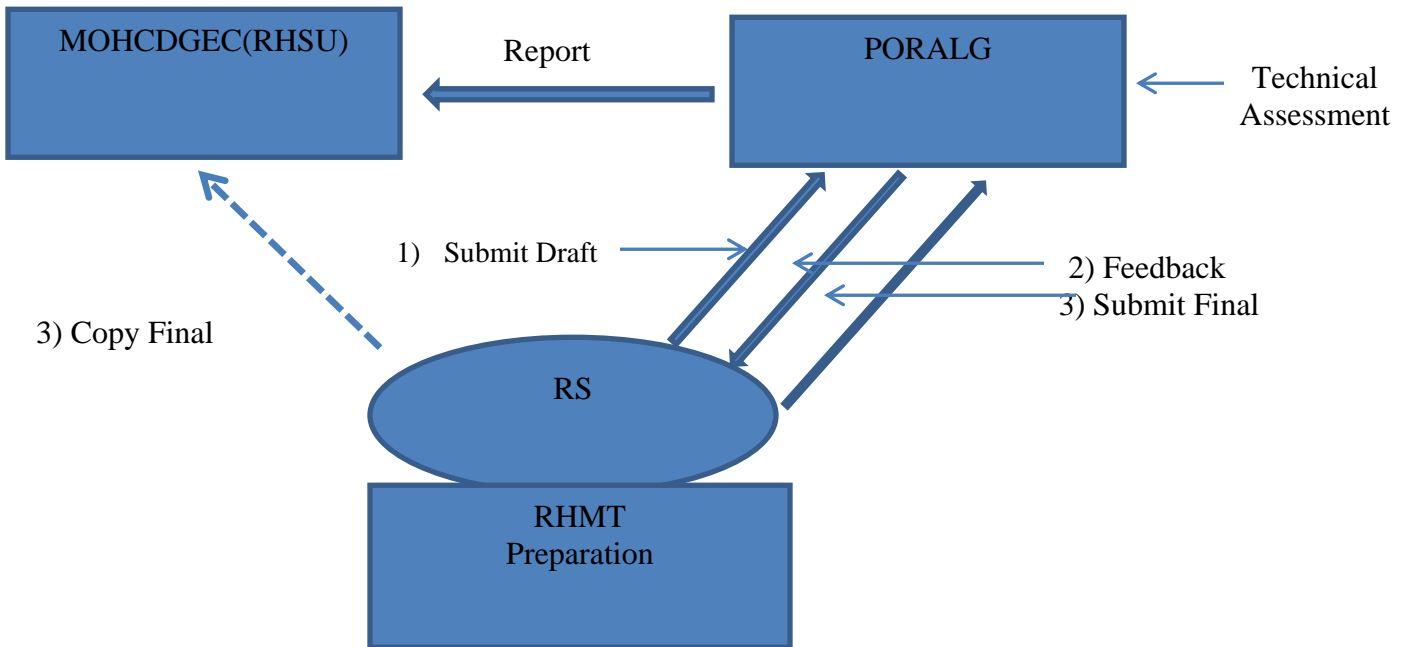 MOHCDGEC(RHSU)
Report
PORALG
Technical
Assessment
1) Submit Draft
2) Feedback
3) Submit Final
3) Copy Final
RS
RHMT
Preparation